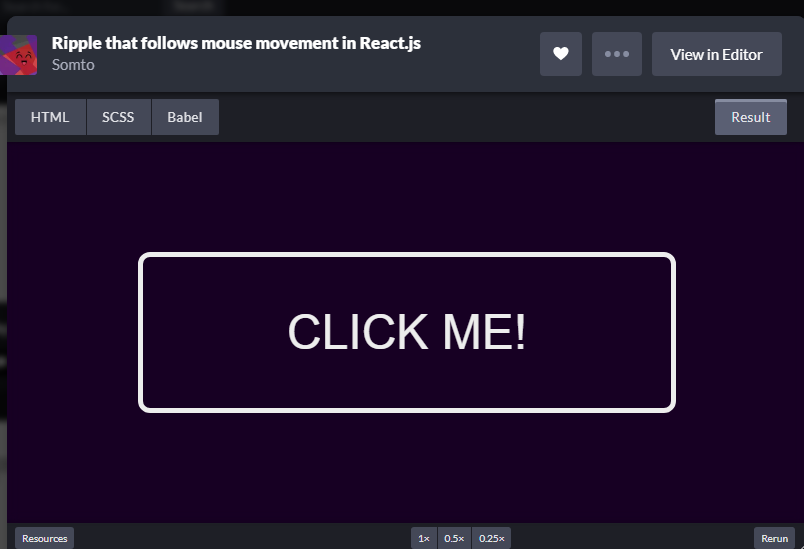 Ripple that follows mouse movement in React.js
Somto
View in Editor
HTML SCSS Babel Result
CLICK ME!
Resources 1× 0.5× 0.25× Rerun